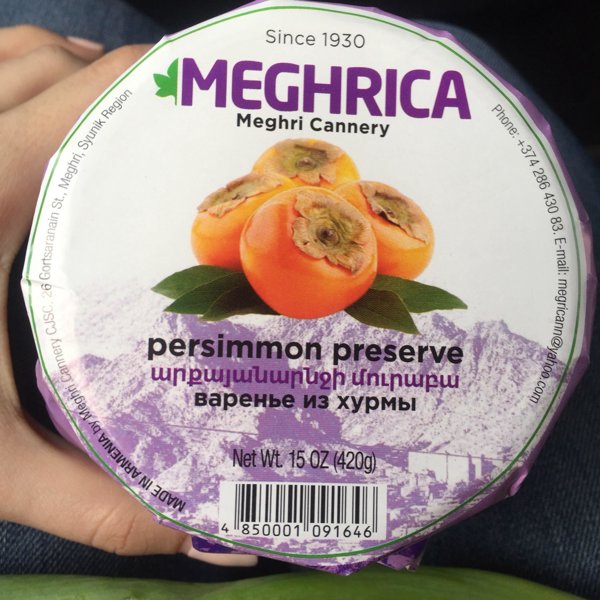 Since 1930
MEGHRICA
Meghri Cannery
persimmon preserve
արքայանարնջի մուրաբա
варенье из хурмы
Net Wt. 15 OZ (420g)
4 850001 091646
MADE IN ARMENIA by Meghri Cannery CJSC. 26 Gortsaranain St., Meghri, Syunik Region
Phone: +374 286 430 83. E-mail: megricann@yahoo.com